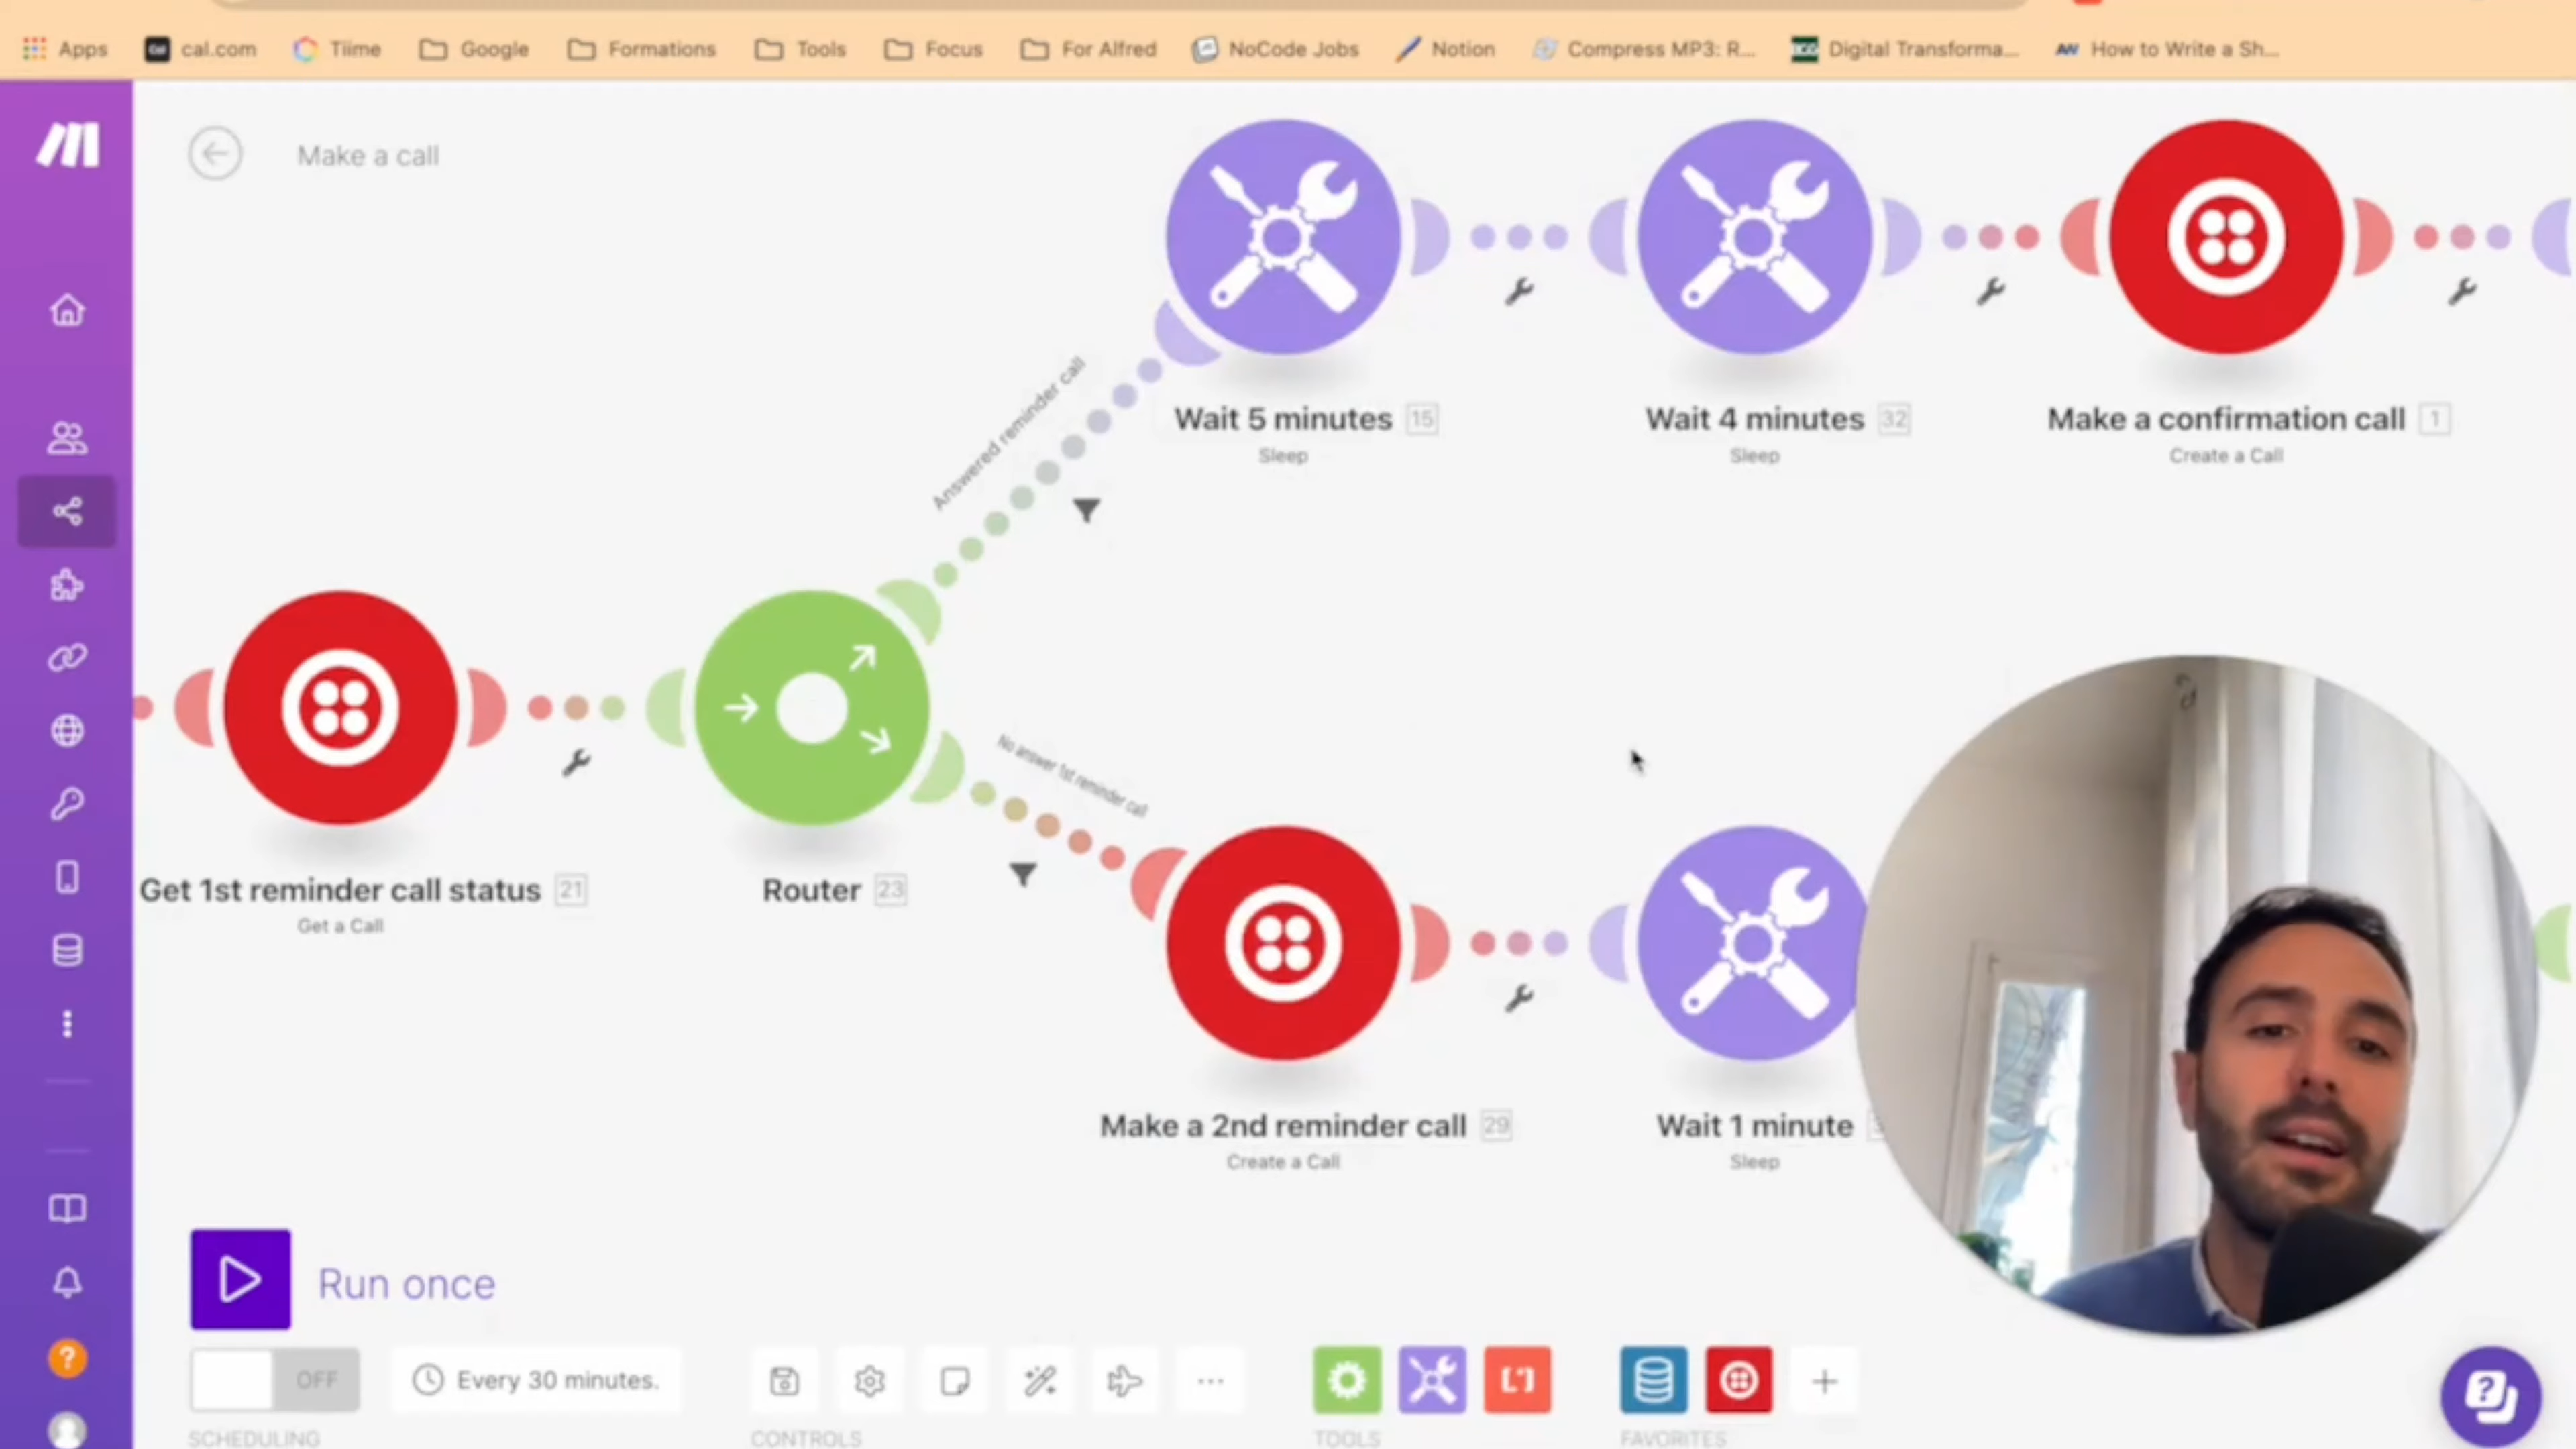 Apps
cal.com
Tiime
Google
Formations
Tools
Focus
For Alfred
NoCode Jobs
Notion
Compress MP3: R...
Digital Transforma...
How to Write a Sh...
Make a call
Wait 5 minutes 15
Sleep
Wait 4 minutes 32
Sleep
Make a confirmation call 1
Create a Call
Answered reminder call
Get 1st reminder call status 21
Get a Call
Router 23
No answer 1st reminder call
Make a 2nd reminder call 29
Create a Call
Wait 1 minute
Sleep
Run once
OFF
Every 30 minutes.
SCHEDULING
CONTROLS
TOOLS
FAVORITES